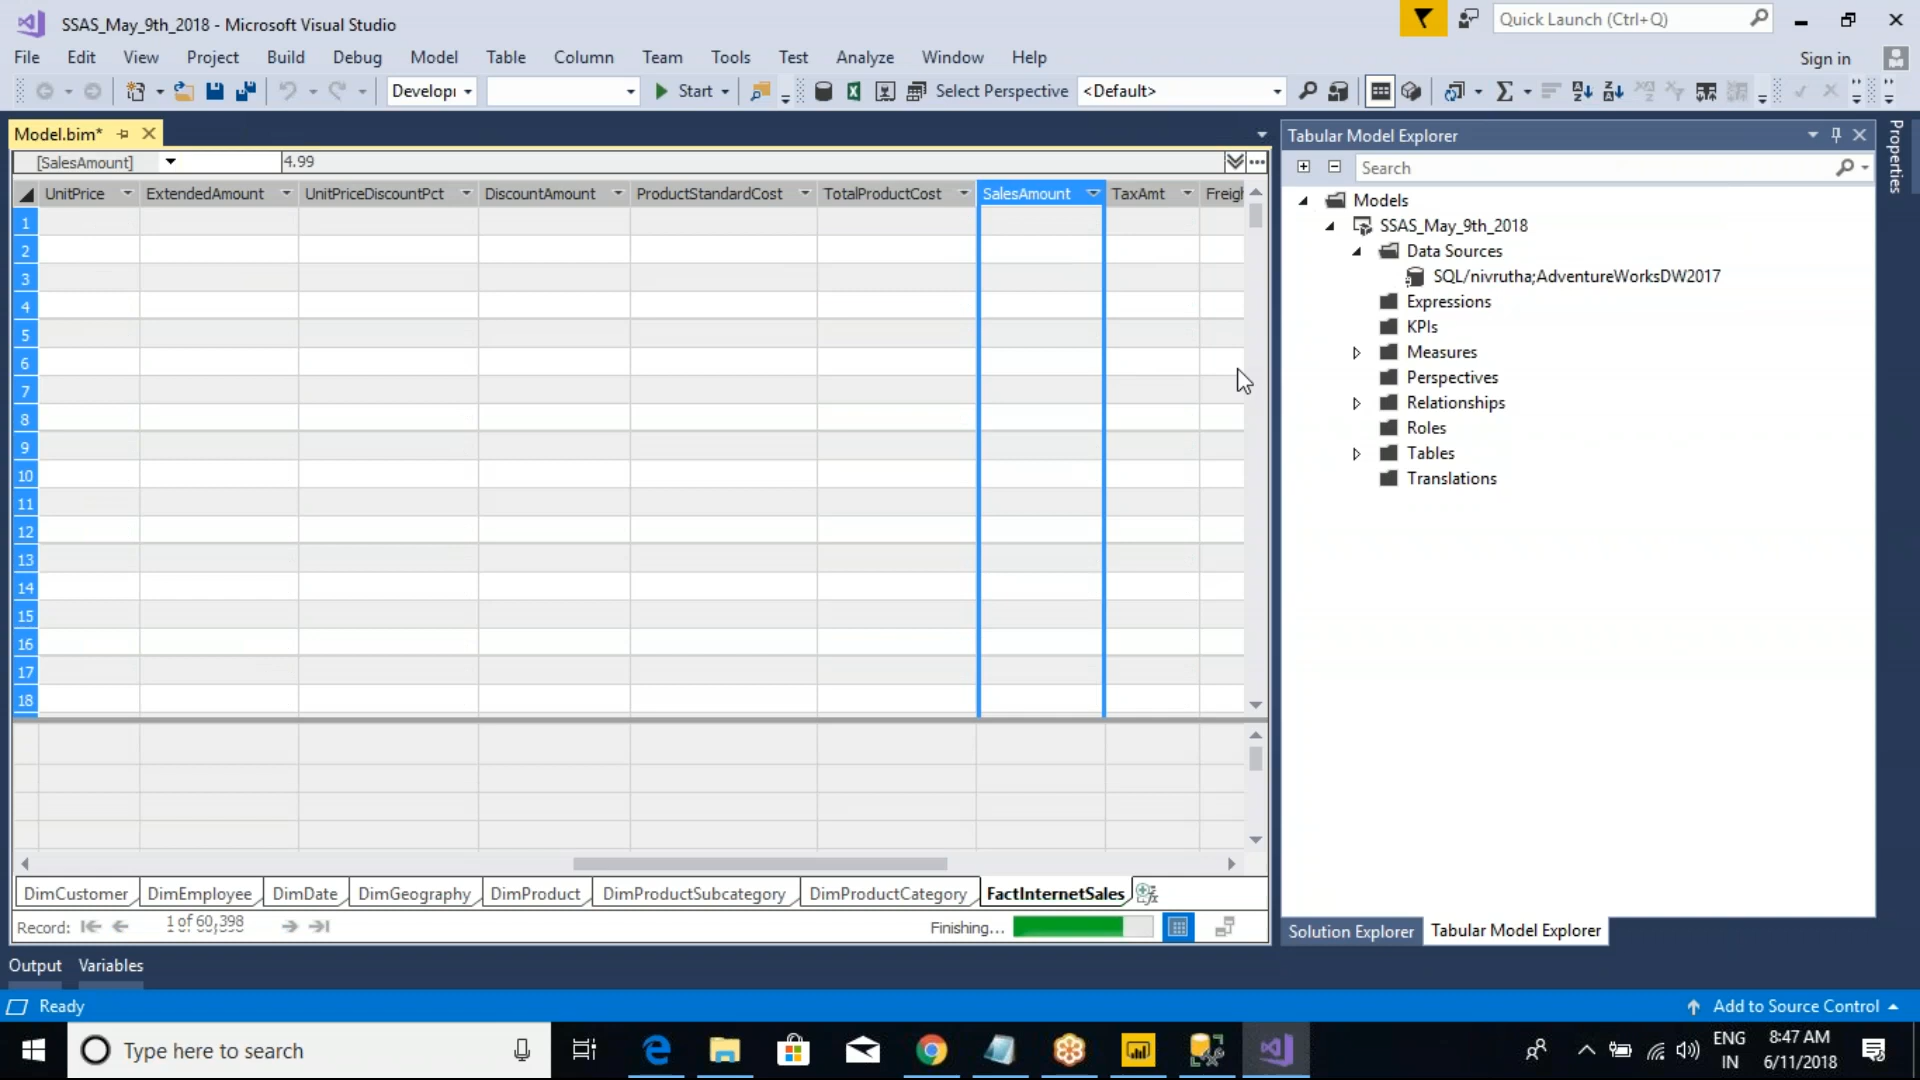 SSAS_May_9th_2018 - Microsoft Visual Studio
Quick Launch (Ctrl+Q)
File Edit View Project Build Debug Model Table Column Team Tools Test Analyze Window Help
Sign in
Start
Select Perspective
<Default>
Model.bim*
[SalesAmount]
4.99
UnitPrice ExtendedAmount UnitPriceDiscountPct DiscountAmount ProductStandardCost TotalProductCost SalesAmount TaxAmt
1
2
3
4
5
6
7
8
9
10
11
12
13
14
15
16
17
18
DimCustomer DimEmployee DimDate DimGeography DimProduct DimProductSubcategory DimProductCategory FactInternetSales
Record: 1 of 60,398
Finishing...
Tabular Model Explorer
Search
Models
SSAS_May_9th_2018
Data Sources
SQL/nivrutha;AdventureWorksDW2017
Expressions
KPIs
Measures
Perspectives
Relationships
Roles
Tables
Translations
Solution Explorer Tabular Model Explorer
Properties
Output Variables
Ready
Add to Source Control
Type here to search
ENG
IN
8:47 AM
6/11/2018